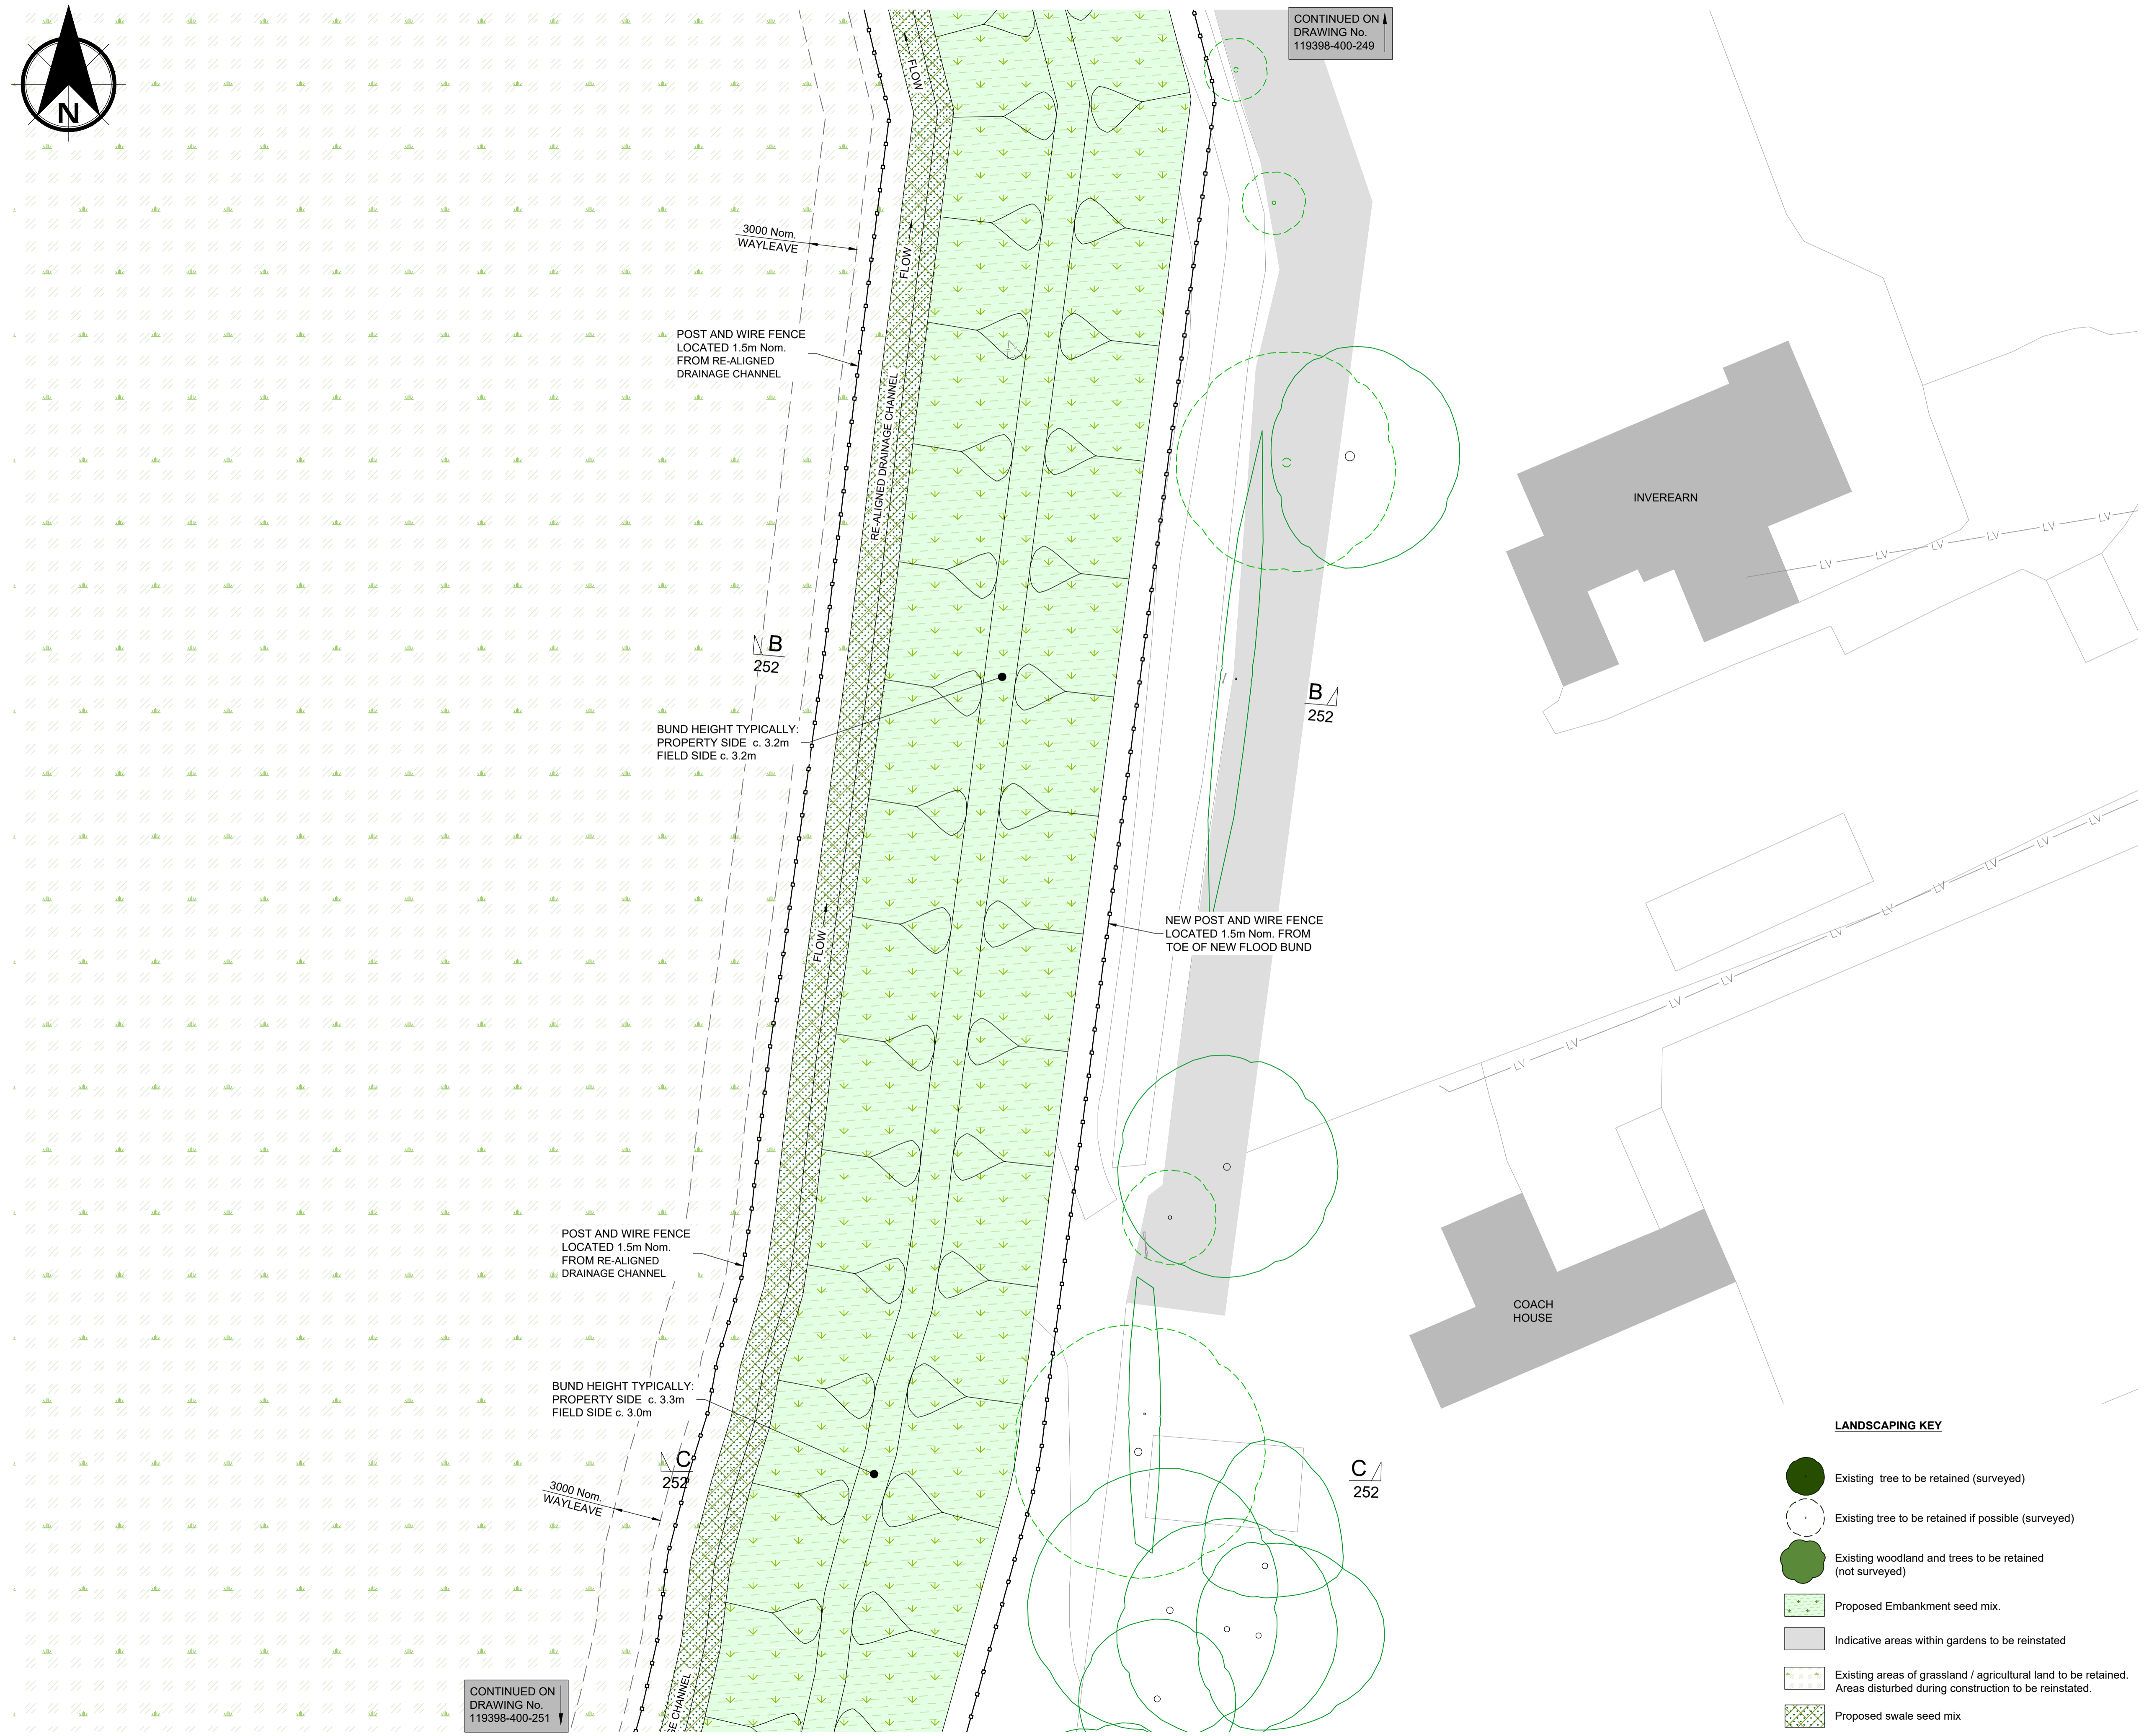 N
CONTINUED ON
DRAWING No.
119398-400-249
FLOW
3000 Nom.
WAYLEAVE
FLOW
POST AND WIRE FENCE
LOCATED 1.5m Nom.
FROM RE-ALIGNED
DRAINAGE CHANNEL
RE-ALIGNED DRAINAGE CHANNEL
INVEREARN
LV LV LV LV LV LV
B
252
B
252
BUND HEIGHT TYPICALLY:
PROPERTY SIDE c. 3.2m
FIELD SIDE c. 3.2m
FLOW
NEW POST AND WIRE FENCE
LOCATED 1.5m Nom. FROM
TOE OF NEW FLOOD BUND
LV LV LV LV LV LV LV LV LV LV LV LV
POST AND WIRE FENCE
LOCATED 1.5m Nom.
FROM RE-ALIGNED
DRAINAGE CHANNEL
COACH
HOUSE
BUND HEIGHT TYPICALLY:
PROPERTY SIDE c. 3.3m
FIELD SIDE c. 3.0m
C
252
C
252
3000 Nom.
WAYLEAVE
E CHANNEL
CONTINUED ON
DRAWING No.
119398-400-251
LANDSCAPING KEY
Existing tree to be retained (surveyed)
Existing tree to be retained if possible (surveyed)
Existing woodland and trees to be retained
(not surveyed)
Proposed Embankment seed mix.
Indicative areas within gardens to be reinstated
Existing areas of grassland / agricultural land to be retained.
Areas disturbed during construction to be reinstated.
Proposed swale seed mix